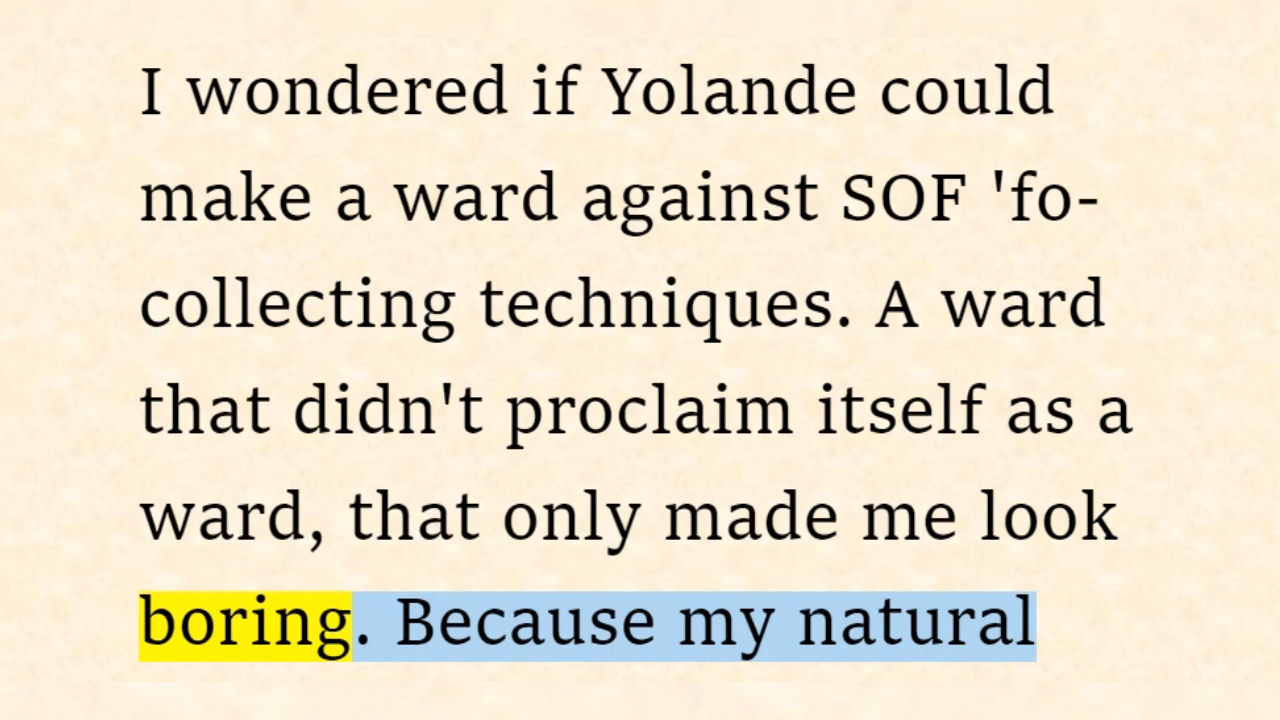 I wondered if Yolande could
make a ward against SOF 'fo-
collecting techniques. A ward
that didn't proclaim itself as a
ward, that only made me look
boring. Because my natural